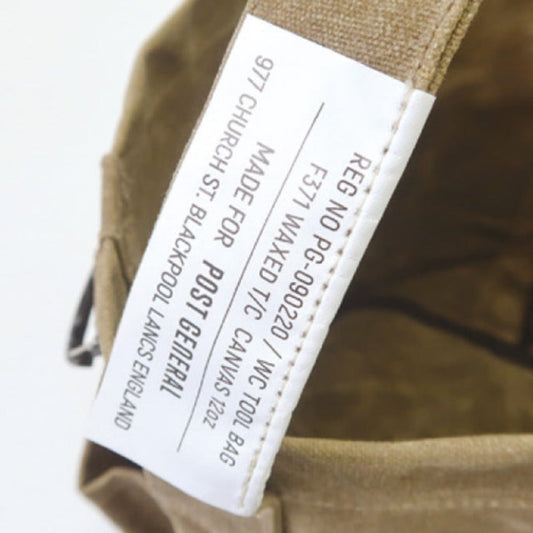 REG NO PG-090220 / WC TOOL BAG
F371 WAXED T/C CANVAS 12oz
MADE FOR POST GENERAL
977 CHURCH ST. BLACKPOOL LANCS ENGLAND